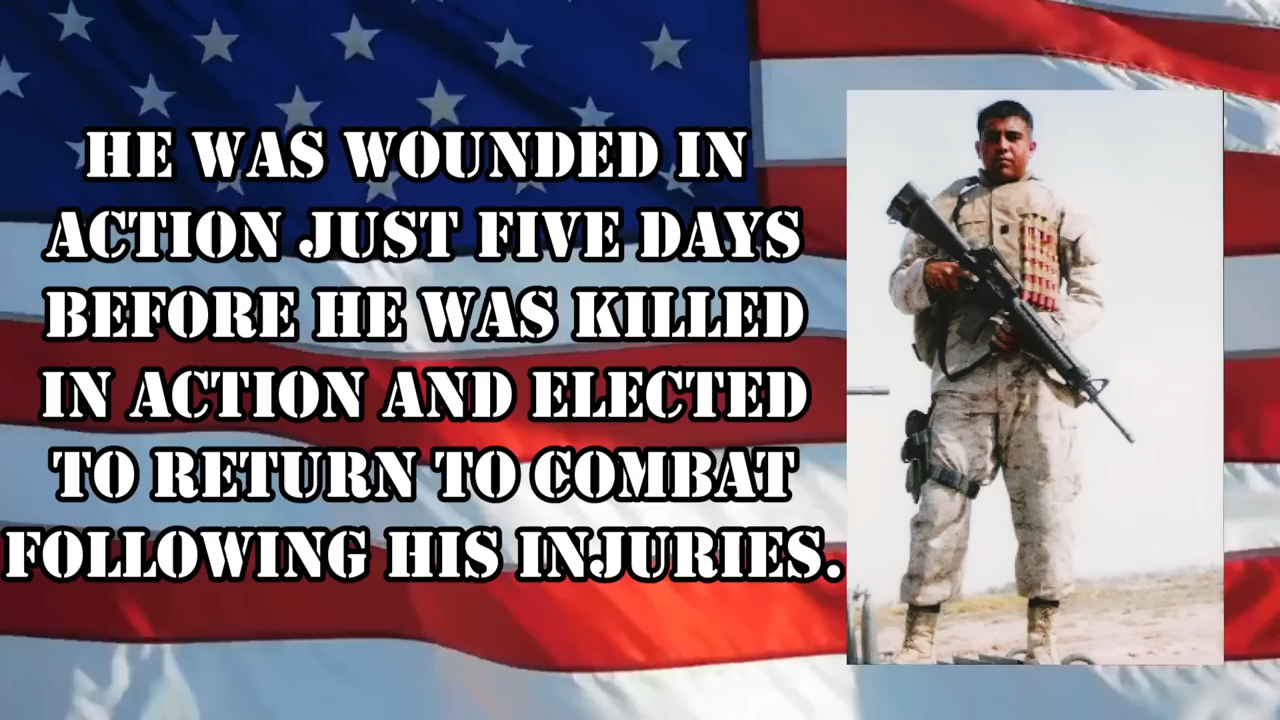 HE WAS WOUNDED IN
ACTION JUST FIVE DAYS
BEFORE HE WAS KILLED
IN ACTION AND ELECTED
TO RETURN TO COMBAT
FOLLOWING HIS INJURIES.